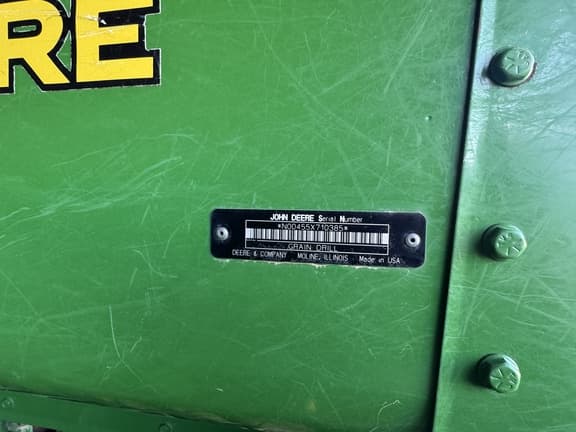 ERE
JOHN DEERE Serial Number
*N00455X710385*
GRAIN DRILL
DEERE & COMPANY MOLINE, ILLINOIS Made in USA